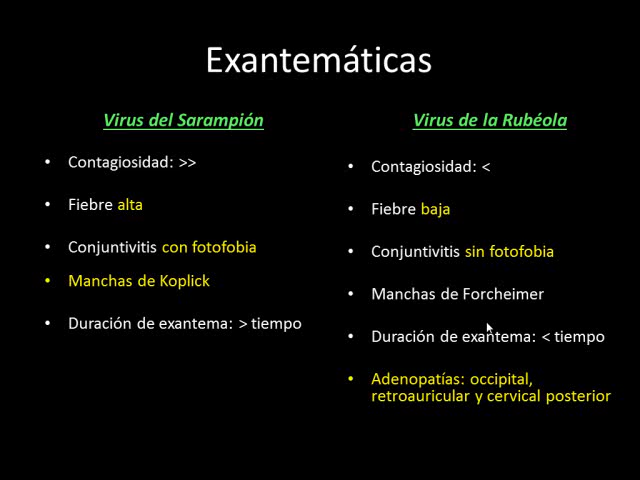 Exantemáticas
Virus del Sarampión
• Contagiosidad: >>
• Fiebre alta
• Conjuntivitis con fotofobia
• Manchas de Koplick
• Duración de exantema: > tiempo
Virus de la Rubéola
• Contagiosidad: <
• Fiebre baja
• Conjuntivitis sin fotofobia
• Manchas de Forcheimer
• Duración de exantema: < tiempo
• Adenopatías: occipital,
retroauricular y cervical posterior